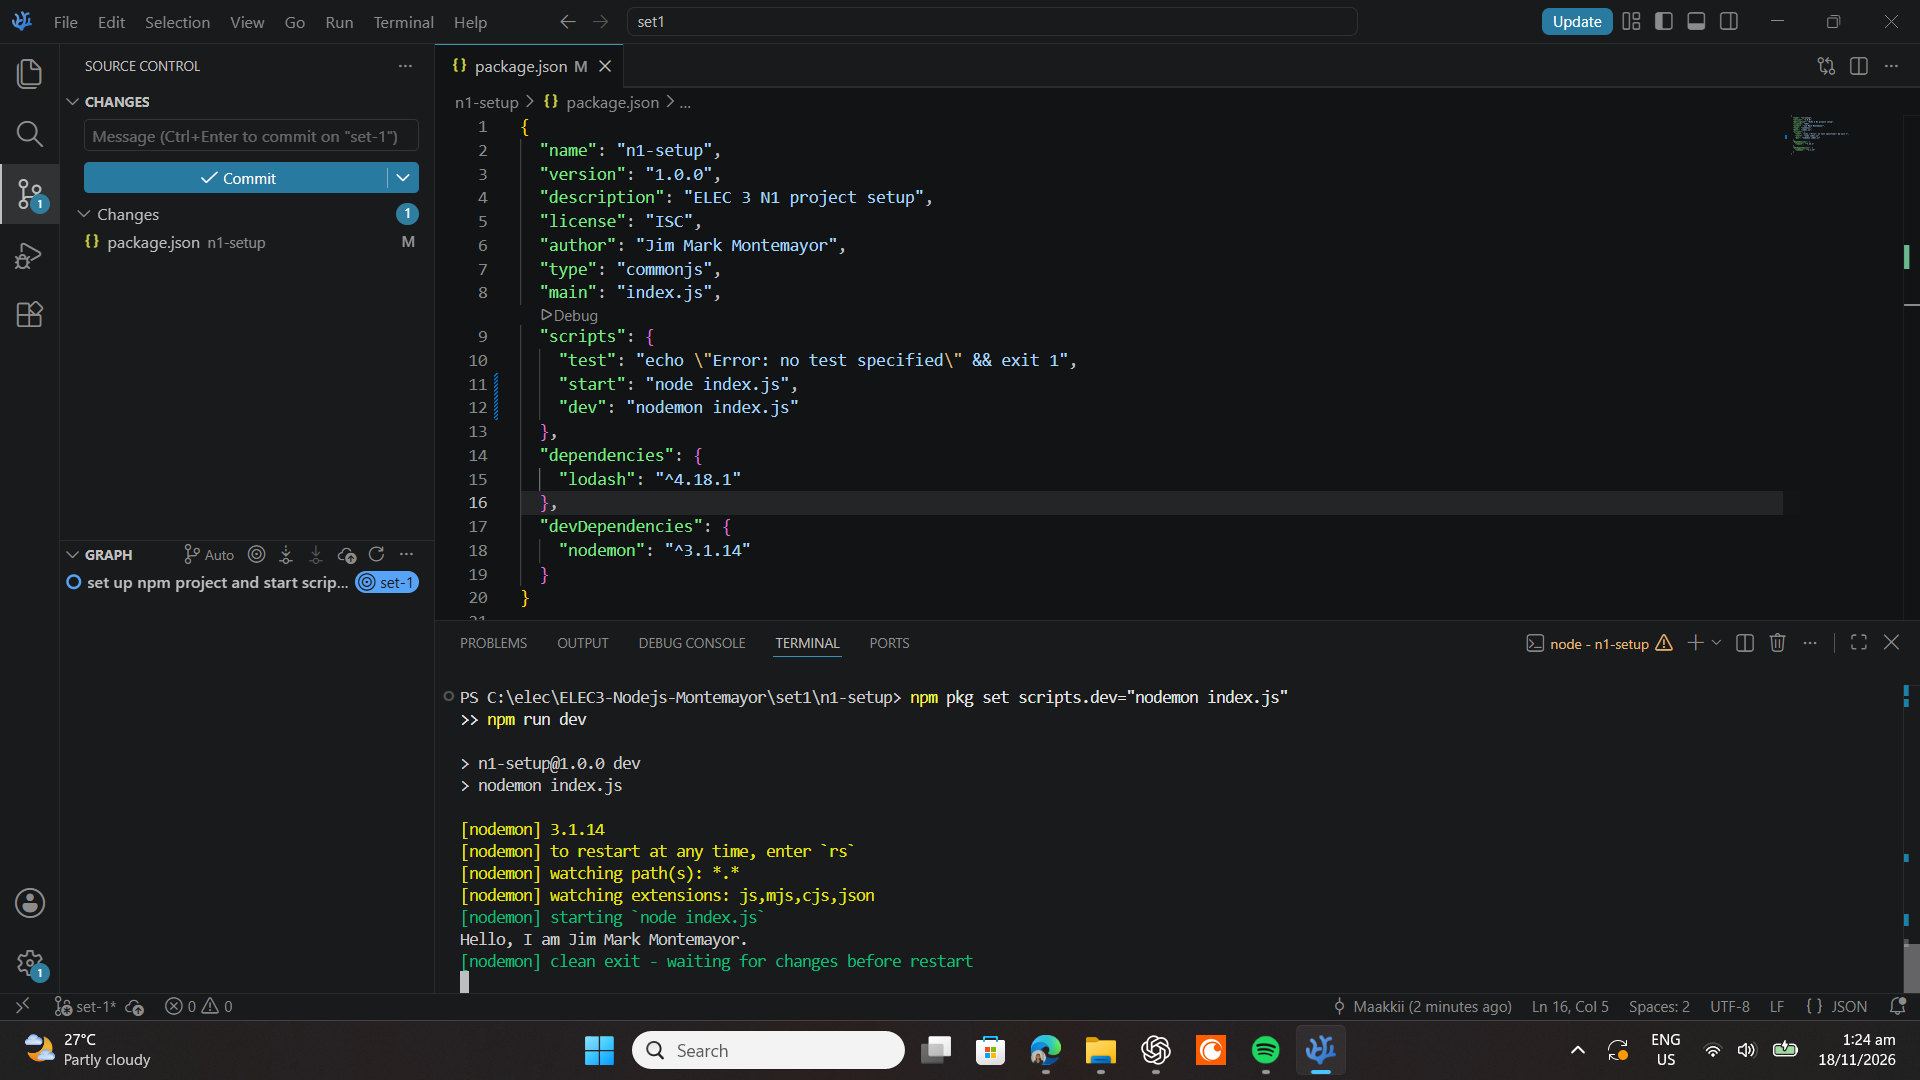 File Edit Selection View Go Run Terminal Help
set1
Update
SOURCE CONTROL
CHANGES
Message (Ctrl+Enter to commit on "set-1")
Commit
Changes 1
package.json n1-setup M
GRAPH Auto
set up npm project and start scrip... set-1
1
1
package.json M
n1-setup > {} package.json > ...
1 {
2 "name": "n1-setup",
3 "version": "1.0.0",
4 "description": "ELEC 3 N1 project setup",
5 "license": "ISC",
6 "author": "Jim Mark Montemayor",
7 "type": "commonjs",
8 "main": "index.js",
Debug
9 "scripts": {
10 "test": "echo \"Error: no test specified\" && exit 1",
11 "start": "node index.js",
12 "dev": "nodemon index.js"
13 },
14 "dependencies": {
15 "lodash": "^4.18.1"
16 },
17 "devDependencies": {
18 "nodemon": "^3.1.14"
19 }
20 }
21
PROBLEMS OUTPUT DEBUG CONSOLE TERMINAL PORTS
node - n1-setup
PS C:\elec\ELEC3-Nodejs-Montemayor\set1\n1-setup> npm pkg set scripts.dev="nodemon index.js"
>> npm run dev
> n1-setup@1.0.0 dev
> nodemon index.js
[nodemon] 3.1.14
[nodemon] to restart at any time, enter `rs`
[nodemon] watching path(s): *.*
[nodemon] watching extensions: js,mjs,cjs,json
[nodemon] starting `node index.js`
Hello, I am Jim Mark Montemayor.
[nodemon] clean exit - waiting for changes before restart
set-1* 0 0
Maakkii (2 minutes ago) Ln 16, Col 5 Spaces: 2 UTF-8 LF {} JSON
27°C
Partly cloudy
Search
ENG
US
1:24 am
18/11/2026